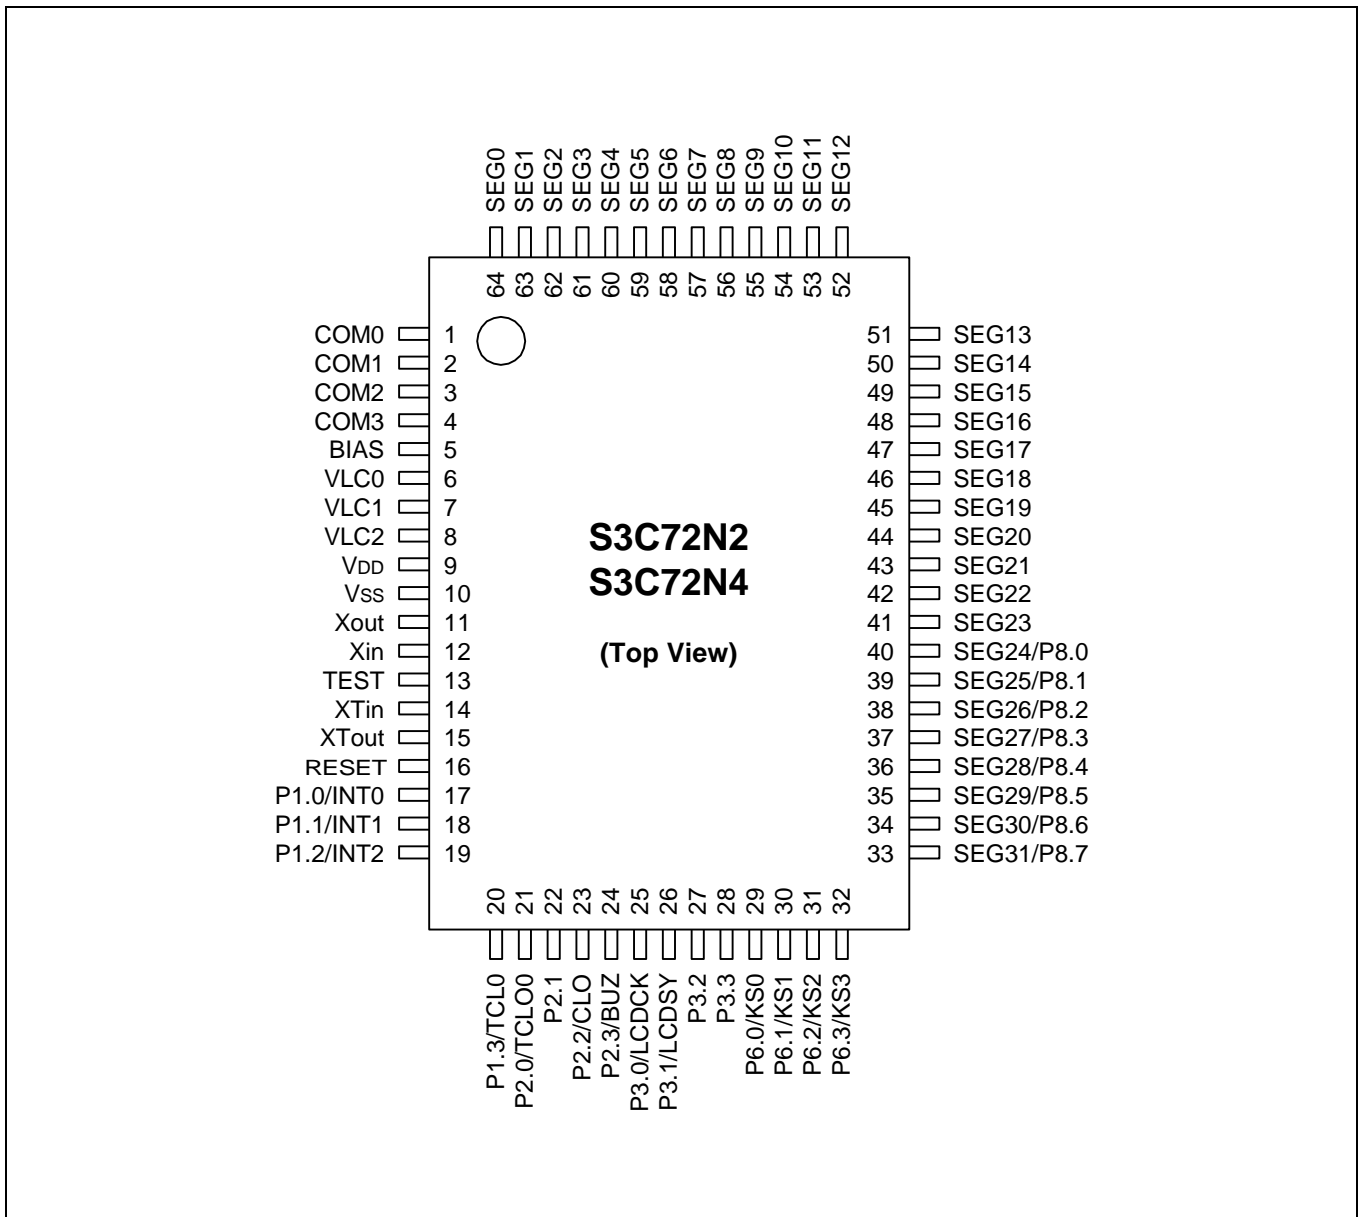 SEG0
SEG1
SEG2
SEG3
SEG4
SEG5
SEG6
SEG7
SEG8
SEG9
SEG10
SEG11
SEG12
64
63
62
61
60
59
58
57
56
55
54
53
52
COM0 1
COM1 2
COM2 3
COM3 4
BIAS 5
VLC0 6
VLC1 7
VLC2 8
VDD 9
VSS 10
Xout 11
Xin 12
TEST 13
XTin 14
XTout 15
RESET 16
P1.0/INT0 17
P1.1/INT1 18
P1.2/INT2 19
S3C72N2
S3C72N4
(Top View)
51 SEG13
50 SEG14
49 SEG15
48 SEG16
47 SEG17
46 SEG18
45 SEG19
44 SEG20
43 SEG21
42 SEG22
41 SEG23
40 SEG24/P8.0
39 SEG25/P8.1
38 SEG26/P8.2
37 SEG27/P8.3
36 SEG28/P8.4
35 SEG29/P8.5
34 SEG30/P8.6
33 SEG31/P8.7
20
21
22
23
24
25
26
27
28
29
30
31
32
P1.3/TCL0
P2.0/TCLO0
P2.1
P2.2/CLO
P2.3/BUZ
P3.0/LCDCK
P3.1/LCDSY
P3.2
P3.3
P6.0/KS0
P6.1/KS1
P6.2/KS2
P6.3/KS3